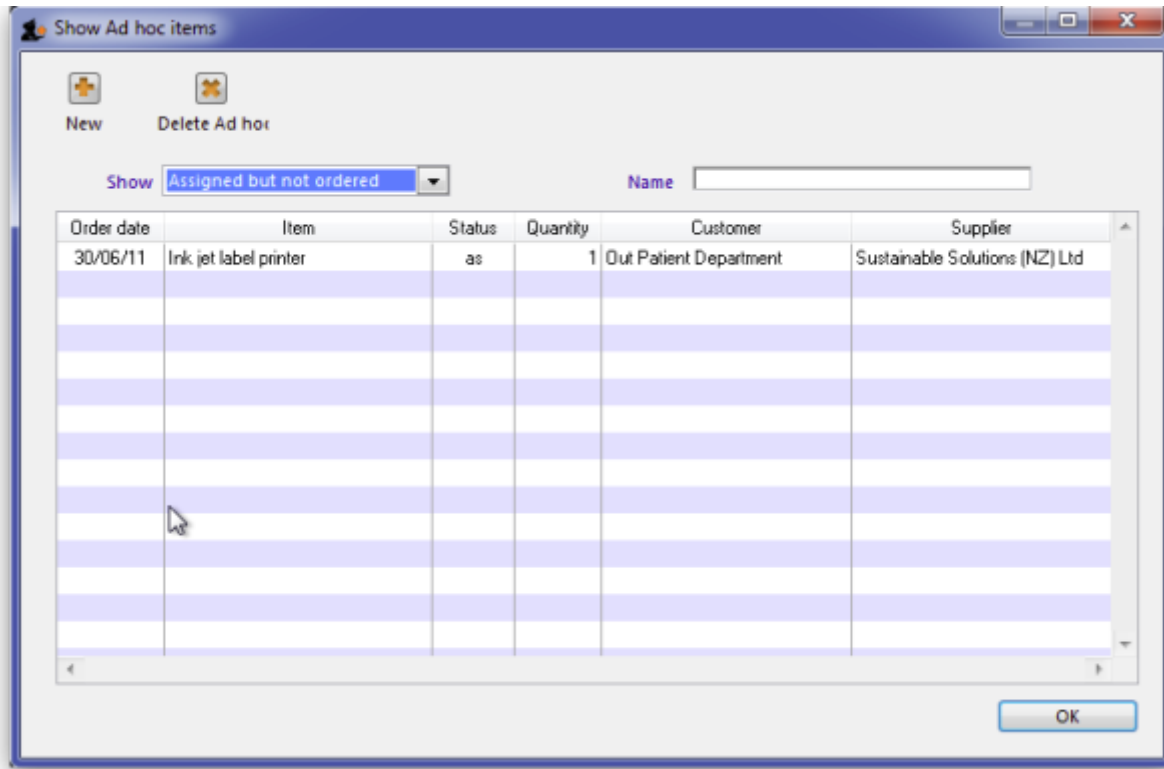 Show Ad hoc items
New Delete Ad hoc
Show Assigned but not ordered Name
Order date Item Status Quantity Customer Supplier
30/06/11 Ink jet label printer as 1 Out Patient Department Sustainable Solutions (NZ) Ltd
OK